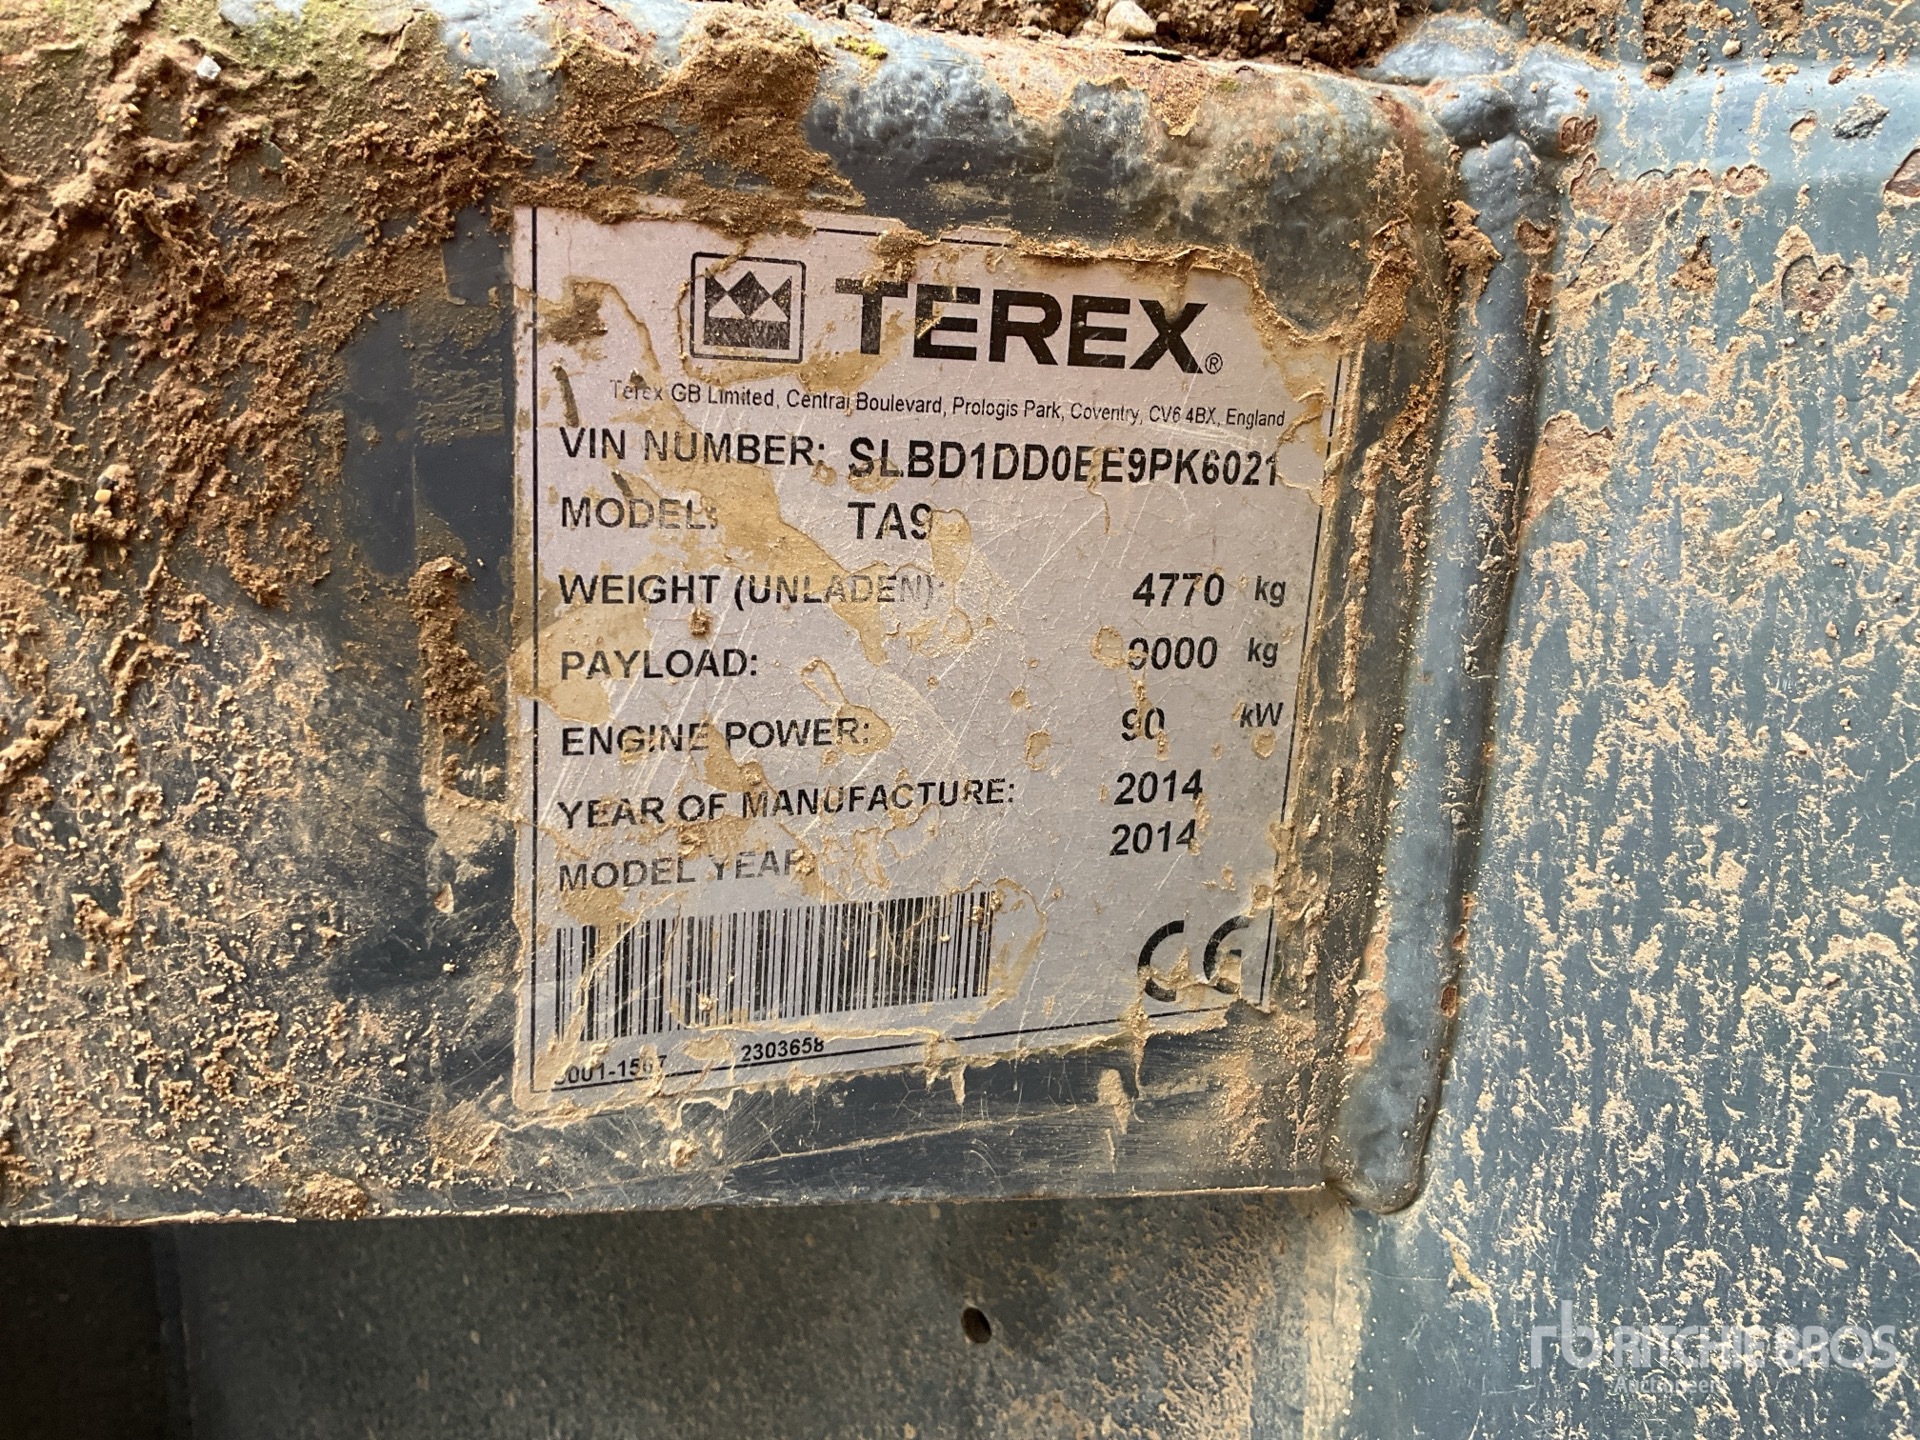 TEREX®
Terex GB Limited, Central Boulevard, Prologis Park, Coventry, CV6 4BX, England
VIN NUMBER: SLBD1DD0EE9PK6021
MODEL: TA9
WEIGHT (UNLADEN): 4770 kg
PAYLOAD: 9000 kg
ENGINE POWER: 90 kW
YEAR OF MANUFACTURE: 2014
MODEL YEAR: 2014
CE
2303658
rb RITCHIE BROS
Auctioneers